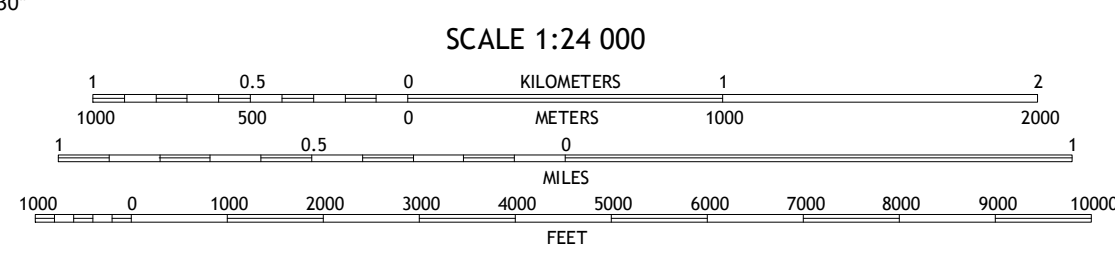 30"
SCALE 1:24 000
1 0.5 0 KILOMETERS 1 2
1000 500 0 METERS 1000 2000
1 0.5 0 1
MILES
1000 0 1000 2000 3000 4000 5000 6000 7000 8000 9000 10000
FEET